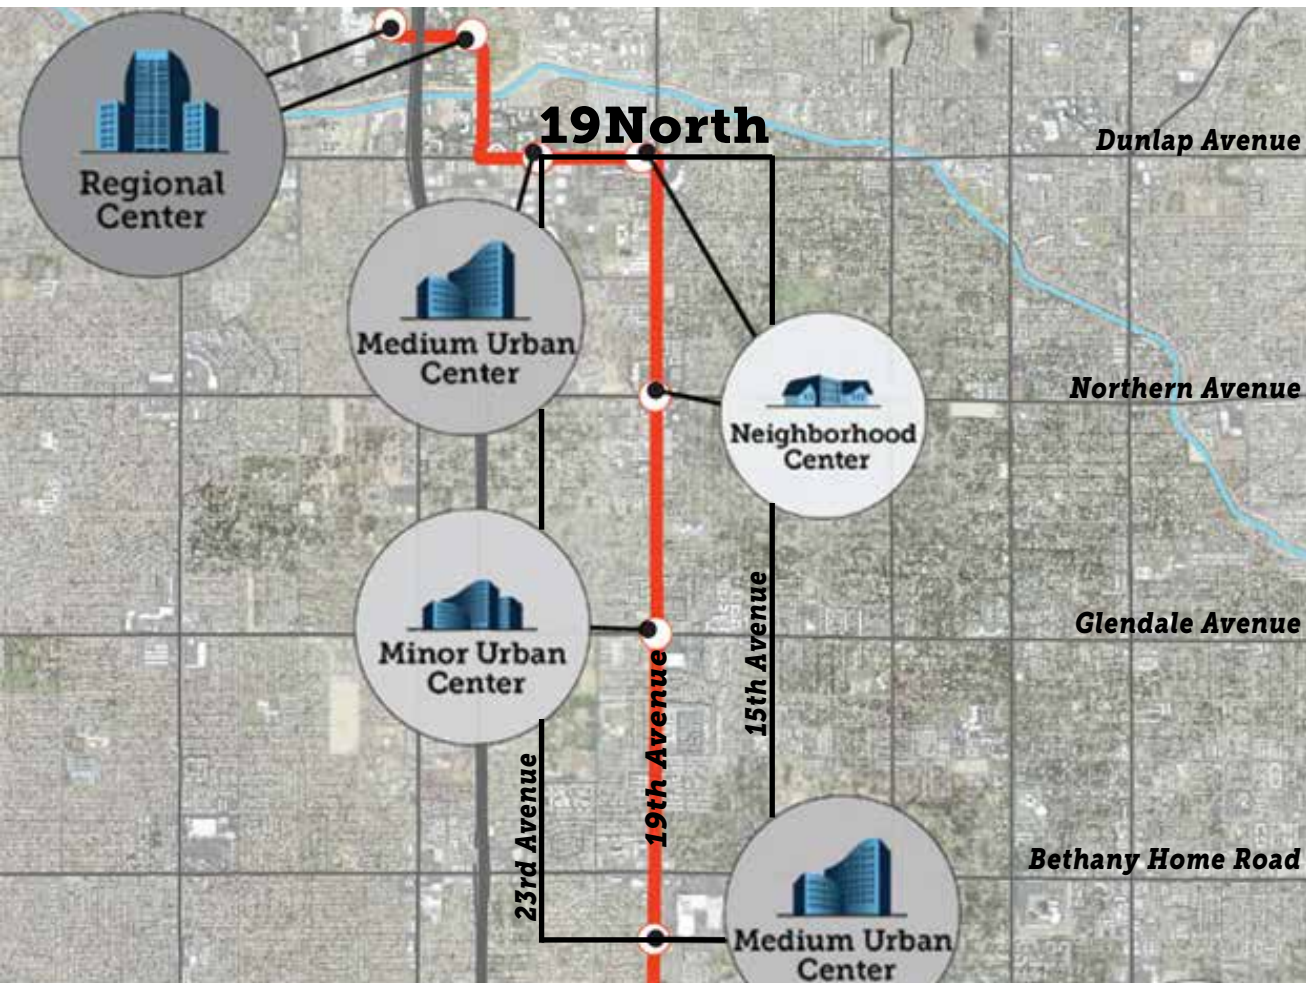 19North
Dunlap Avenue
Regional
Center
Medium Urban
Center
Northern Avenue
Neighborhood
Center
Glendale Avenue
Minor Urban
Center
15th Avenue
19th Avenue
23rd Avenue
Bethany Home Road
Medium Urban
Center